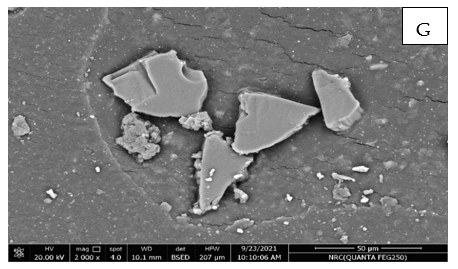 G
HV mag □ spot WD det HFW 9/23/2021 50 µm
20.00 kV 2 000 x 4.0 10.1 mm BSED 207 µm 10:10:06 AM NRC(QUANTA FEG250)